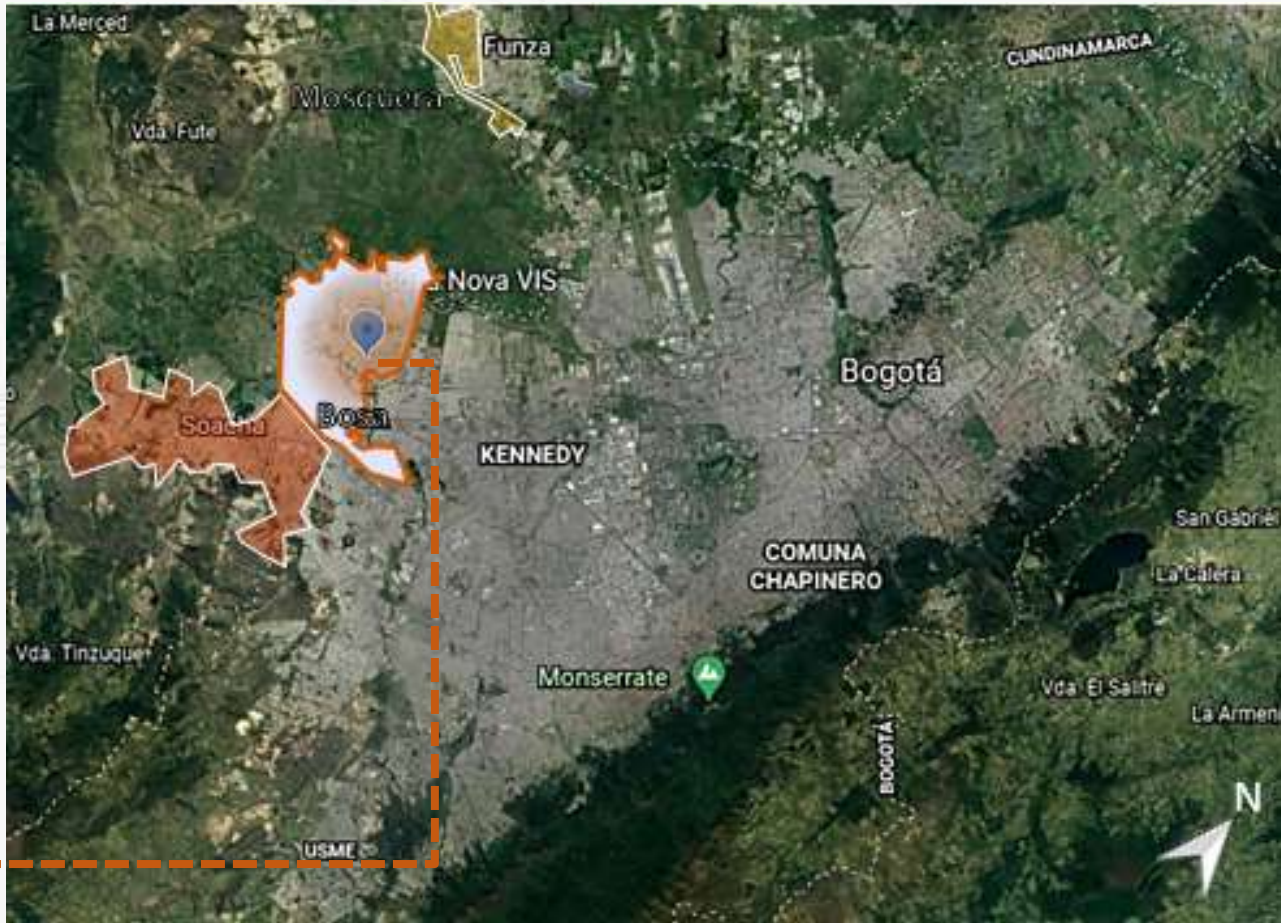 La Merced
Funza
CUNDINAMARCA
Mosquera
Vda. Fute
Nova VIS
Bogotá
Bosa
Soacha
KENNEDY
San Gabriel
COMUNA
CHAPINERO
La Calera
Vda. Tinzuque
Monserrate
Vda. El Salitre
La Armen
BOGOTÁ
N
USME